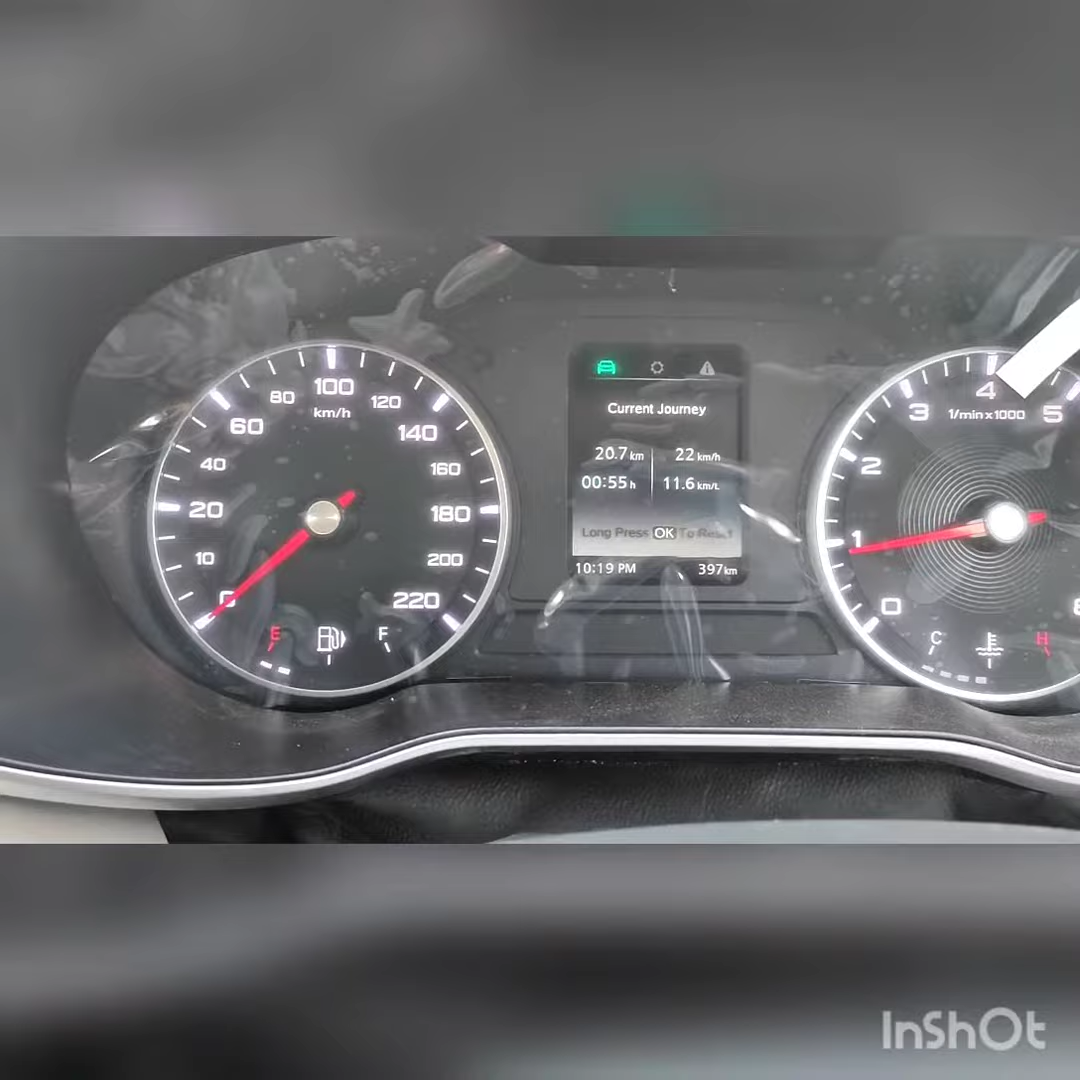 100
80
120
km/h
60
140
40
160
20
180
10
200
0
220
E
F
Current Journey
20.7 km 22 km/h
00:55 h 11.6 km/L
Long Press OK To Reset
10:19 PM 397km
4
3
1/min x 1000
5
2
1
0
C
H
InShOt